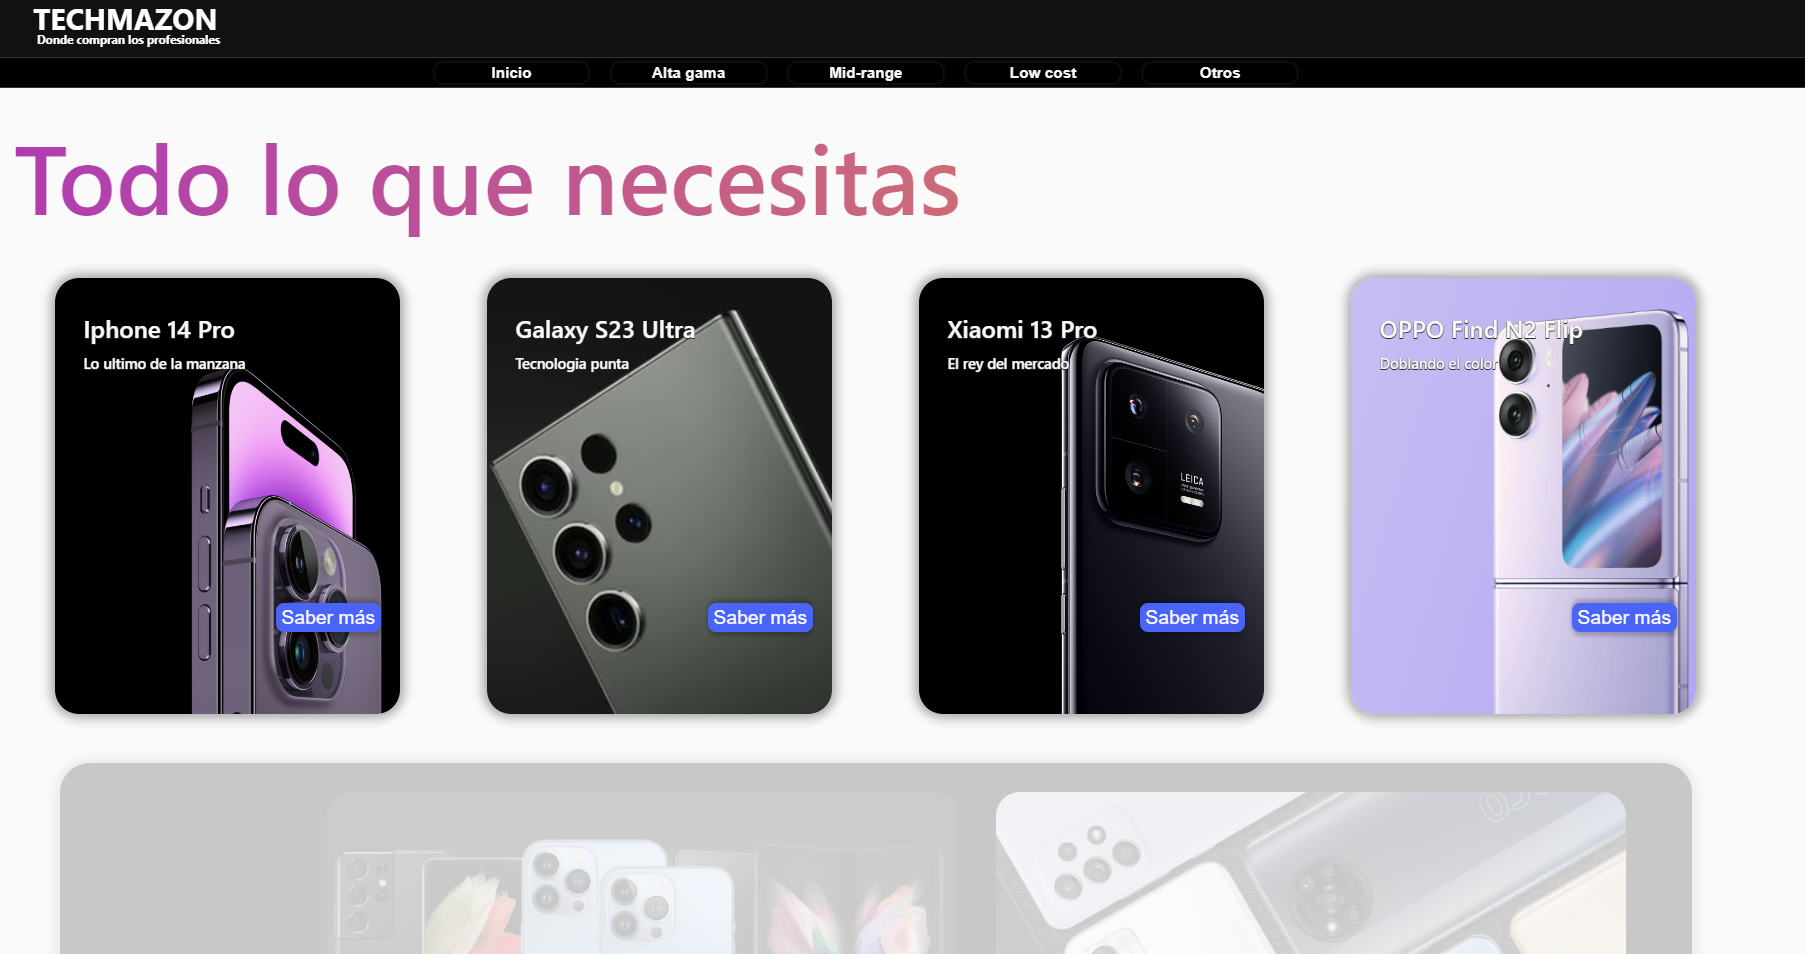 TECHMAZON
Donde compran los profesionales
Inicio
Alta gama
Mid-range
Low cost
Otros
Todo lo que necesitas
Iphone 14 Pro
Lo ultimo de la manzana
Saber más
Galaxy S23 Ultra
Tecnologia punta
Saber más
Xiaomi 13 Pro
El rey del mercado
LEICA
Saber más
OPPO Find N2 Flip
Doblando el color
Saber más